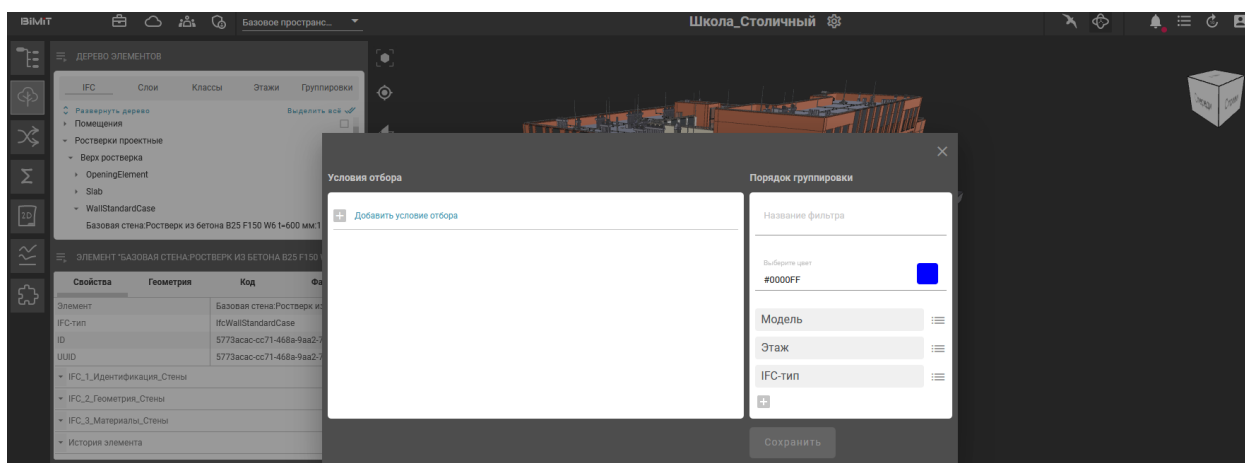 BiMiT
Базовое пространс...
Школа_Столичный
ДЕРЕВО ЭЛЕМЕНТОВ
IFC Слои Классы Этажи Группировки
Развернуть дерево Выделить всё
Помещения
Ростверки проектные
Верх ростверка
OpeningElement
Slab
WallStandardCase
Базовая стена:Ростверк из бетона B25 F150 W6 t=600 мм:1
2D
ЭЛЕМЕНТ "БАЗОВАЯ СТЕНА:РОСТВЕРК ИЗ БЕТОНА B25 F150
Свойства Геометрия Код Фа
Элемент Базовая стена:Ростверк из
IFC-тип IfcWallStandardCase
ID 5773acac-cc71-468a-9aa2-7
UUID 5773acac-cc71-468a-9aa2-7
IFC_1_Идентификация_Стены
IFC_2_Геометрия_Стены
IFC_3_Материалы_Стены
История элемента
Условия отбора
Добавить условие отбора
Порядок группировки
Название фильтра
Выберите цвет
#0000FF
Модель
Этаж
IFC-тип
Сохранить